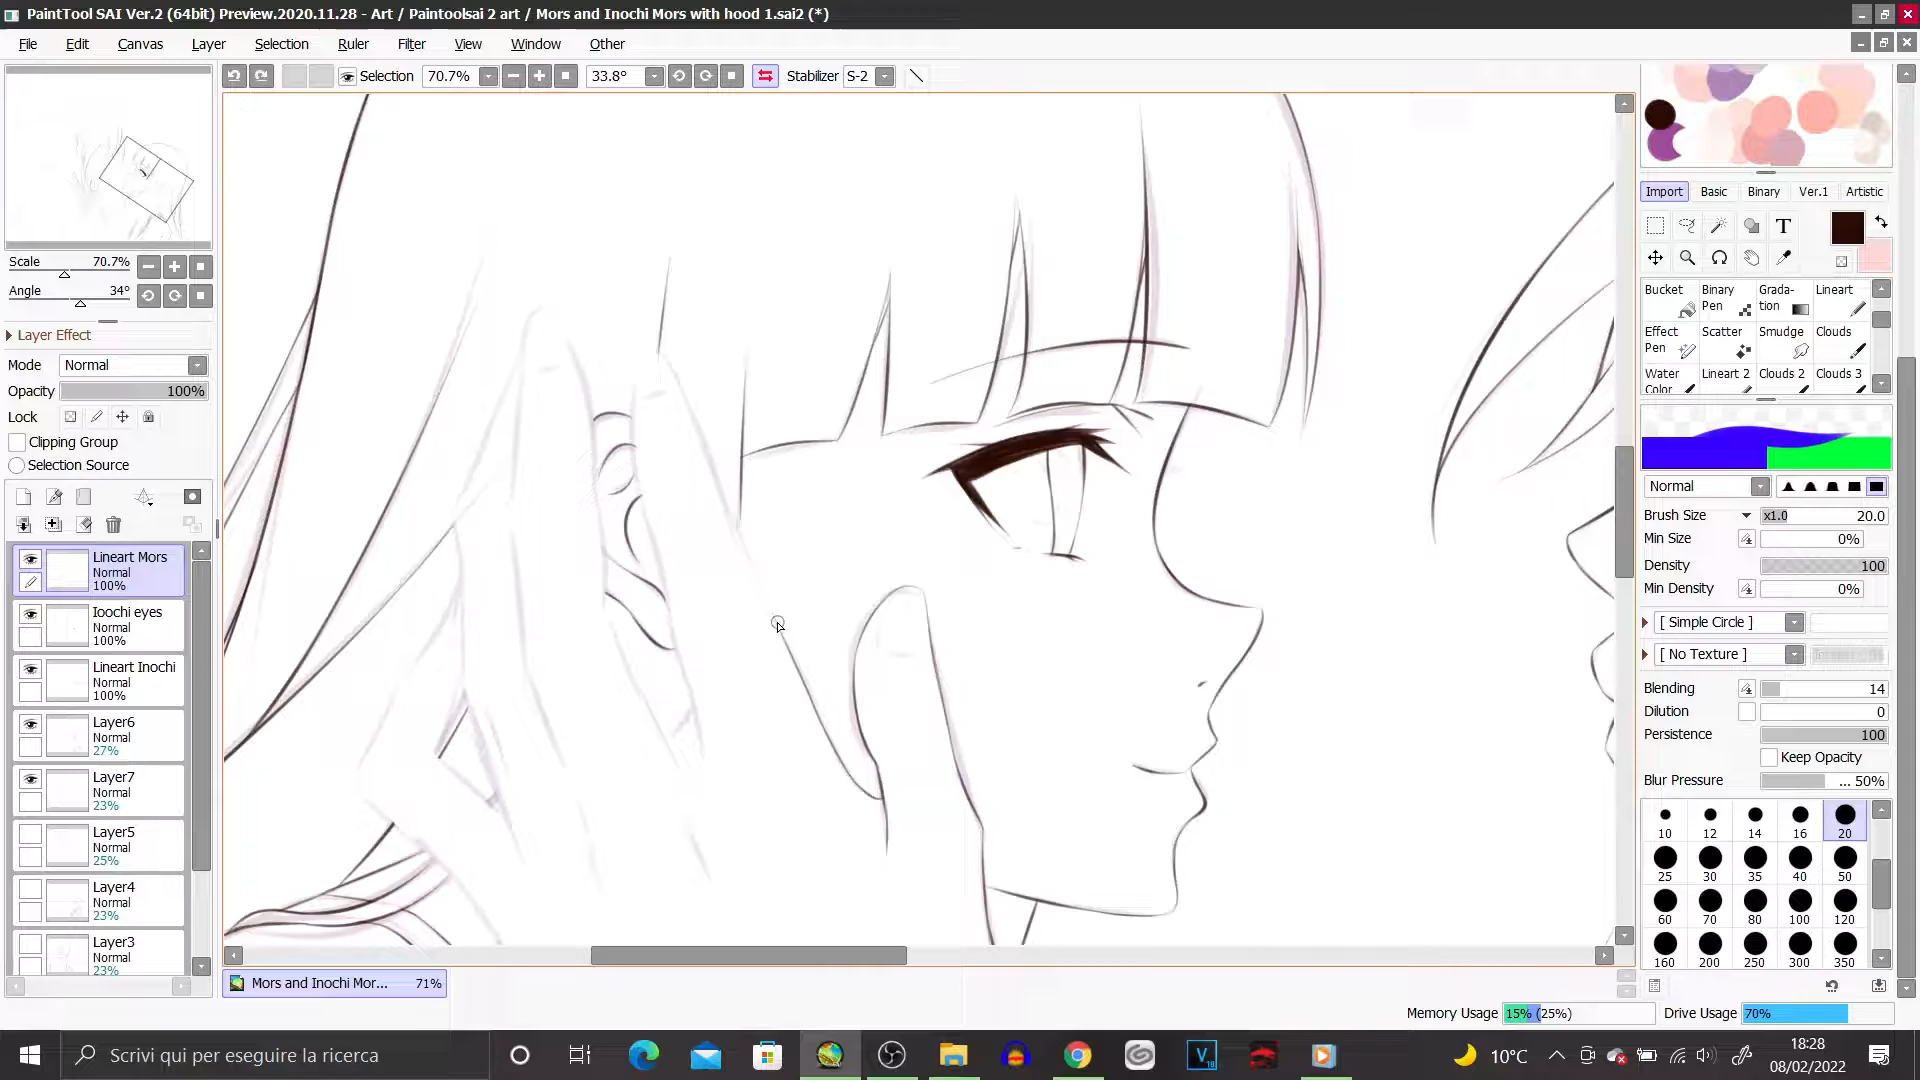 PaintTool SAI Ver.2 (64bit) Preview.2020.11.28 - Art / Paintoolsai 2 art / Mors and Inochi Mors with hood 1.sai2 (*)
File Edit Canvas Layer Selection Ruler Filter View Window Other
Selection 70.7% 33.8° Stabilizer S-2
Scale 70.7%
Angle 34°
Layer Effect
Mode Normal
Opacity 100%
Lock
Clipping Group
Selection Source
Lineart Mors
Normal
100%
Ioochi eyes
Normal
100%
Lineart Inochi
Normal
100%
Layer6
Normal
27%
Layer7
Normal
23%
Layer5
Normal
25%
Layer4
Normal
23%
Layer3
Normal
23%
Mors and Inochi Mor... 71%
Import Basic Binary Ver.1 Artistic
T
Bucket Binary Pen Grada-tion Lineart
Effect Pen Scatter Smudge Clouds
Water Color Lineart 2 Clouds 2 Clouds 3
Normal
Brush Size x1.0 20.0
Min Size 0%
Density 100
Min Density 0%
[ Simple Circle ]
[ No Texture ]
Blending 14
Dilution 0
Persistence 100
Keep Opacity
Blur Pressure ... 50%
10 12 14 16 20
25 30 35 40 50
60 70 80 100 120
160 200 250 300 350
Memory Usage 15% (25%) Drive Usage 70%
Scrivi qui per eseguire la ricerca
10°C
18:28
08/02/2022